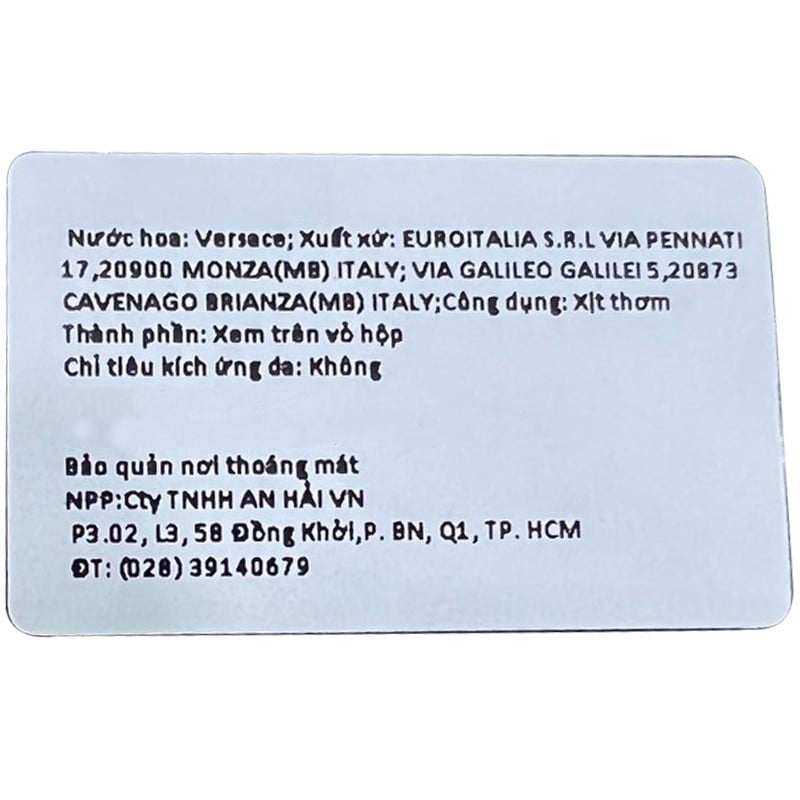 Nước hoa: Versace; Xuất xứ: EUROITALIA S.R.L VIA PENNATI
17,20900 MONZA(MB) ITALY; VIA GALILEO GALILEI 5,20873
CAVENAGO BRIANZA(MB) ITALY;Công dụng: Xịt thơm
Thành phần: Xem trên vỏ hộp
Chỉ tiêu kích ứng da: Không
Bảo quản nơi thoáng mát
NPP:Cty TNHH AN HẢI VN
P3.02, L3, 58 Đồng Khởi,P. BN, Q1, TP. HCM
ĐT: (028) 39140679